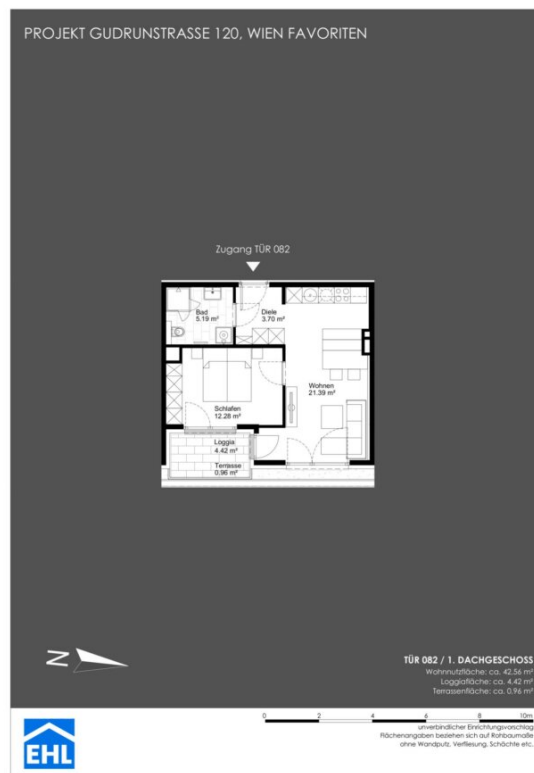 PROJEKT GUDRUNSTRASSE 120, WIEN FAVORITEN
Zugang TÜR 082
Bad
5.19 m²
Diele
3.70 m²
Wohnen
21.39 m²
Schlafen
12.28 m²
Loggia
4.42 m²
Terrasse
0.96 m²
N
TÜR 082 / 1. DACHGESCHOSS
Wohnnutzfläche: ca. 42,56 m²
Loggiafläche: ca. 4,42 m²
Terrassenfläche: ca. 0,96 m²
0 2 4 6 8 10m
unverbindlicher Einrichtungsvorschlag
Flächenangaben beziehen sich auf Rohbaumaße
ohne Wandputz, Verfliesung, Schächte etc.
EHL